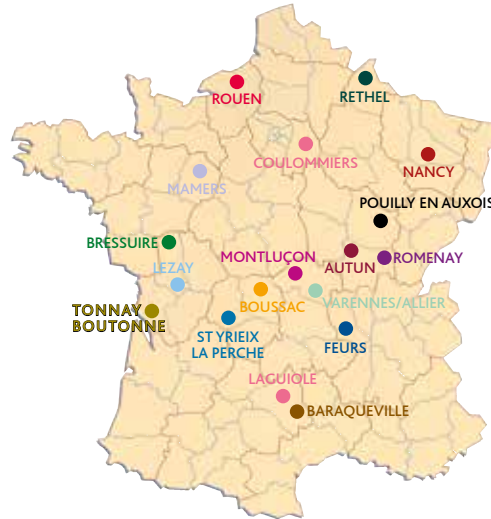 ROUEN
RETHEL
COULOMMIERS
NANCY
MAMERS
POUILLY EN AUXOIS
BRESSUIRE
MONTLUÇON
AUTUN
ROMENAY
LEZAY
VARENNES/ALLIER
BOUSSAC
TONNAY
BOUTONNE
ST YRIEIX
LA PERCHE
FEURS
LAGUIOLE
BARAQUEVILLE